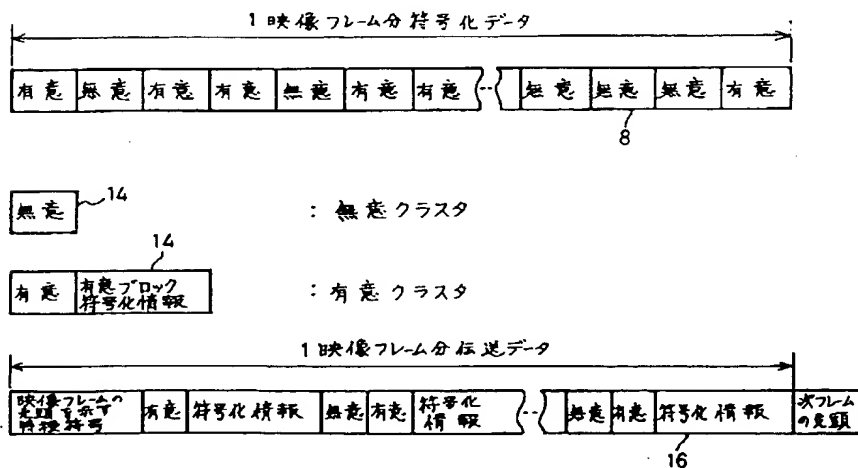 1映像フレーム分符号化データ
有意 無意 有意 有意 無意 有意 有意 --- 無意 無意 無意 有意
8
無意 14 : 無意クラスタ
14
有意 有意ブロック符号化情報 : 有意クラスタ
1映像フレーム分伝送データ
映像フレームの先頭を示す特殊符号 有意 符号化情報 無意 有意 符号化情報 --- 無意 有意 符号化情報 次フレームの先頭
16